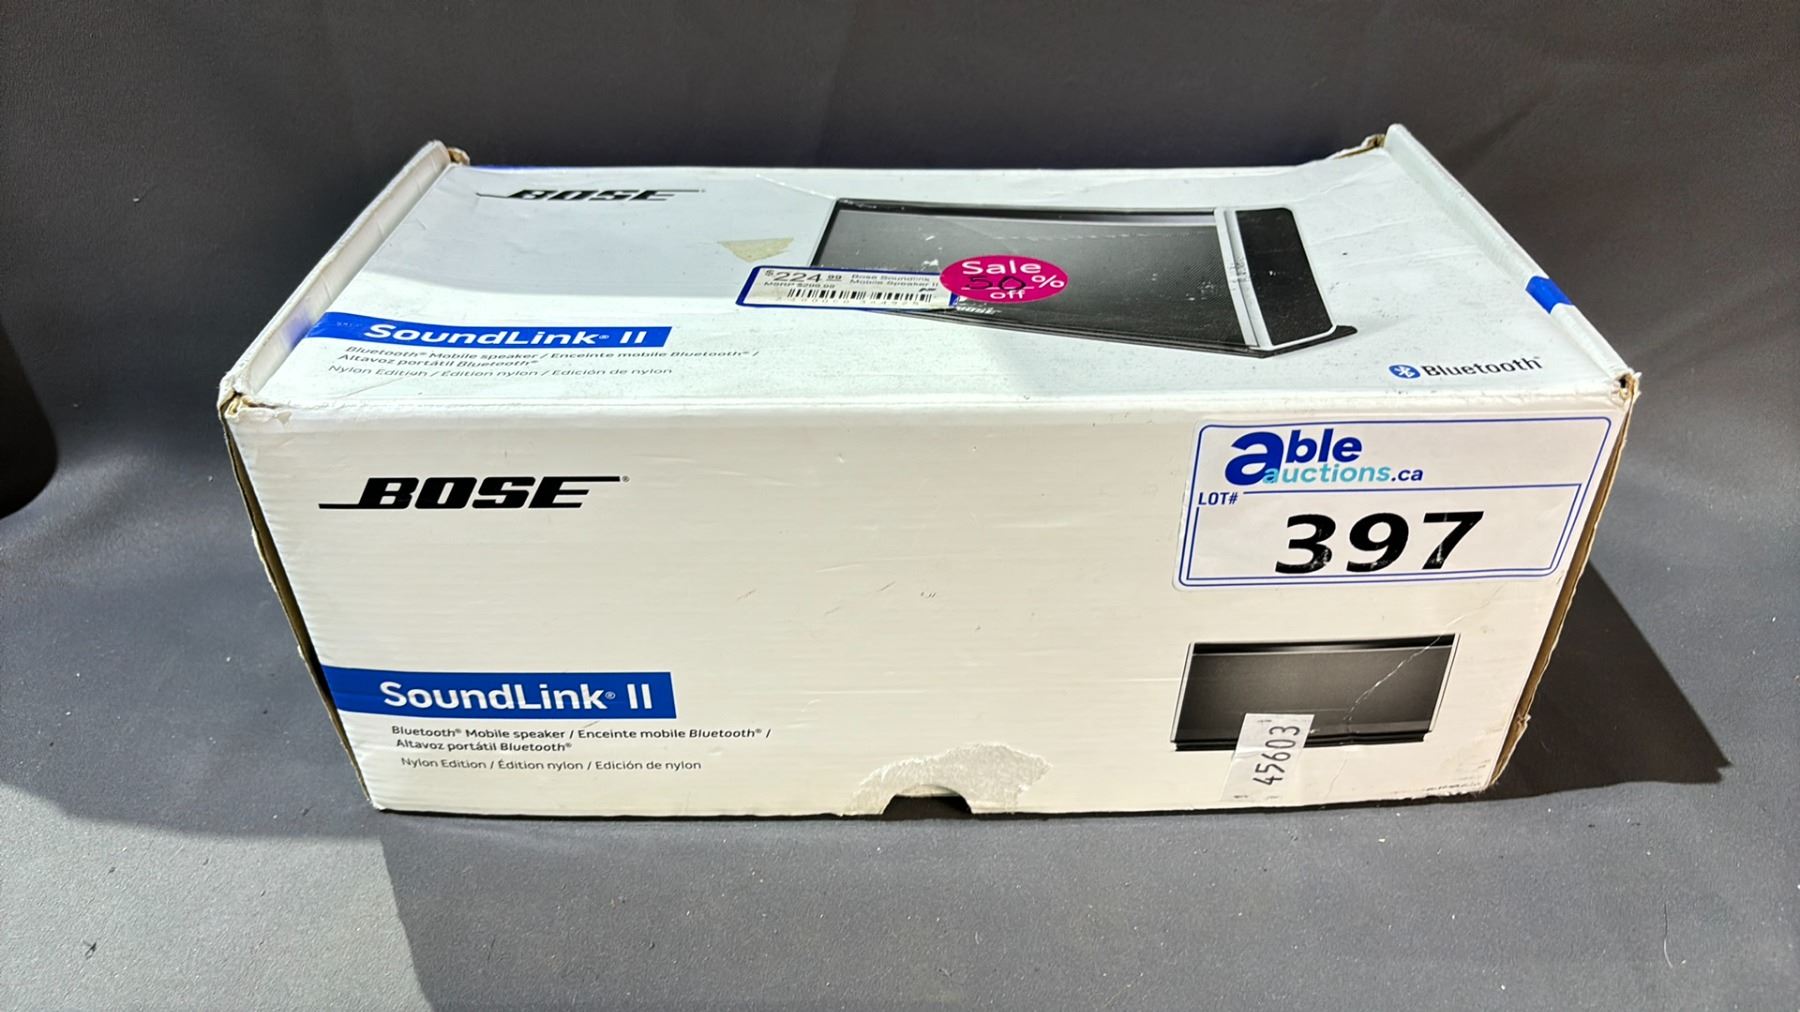 BOSE
$224.99 Bose Soundlink
MSRP $299.99 Mobile Speaker II
Sale
50%
off
SoundLink® II
Bluetooth® Mobile speaker / Enceinte mobile Bluetooth® /
Altavoz portátil Bluetooth®
Nylon Edition / Édition nylon / Edición de nylon
Bluetooth
BOSE®
able
auctions.ca
LOT#
397
SoundLink® II
Bluetooth® Mobile speaker / Enceinte mobile Bluetooth® /
Altavoz portátil Bluetooth®
Nylon Edition / Édition nylon / Edición de nylon
45603